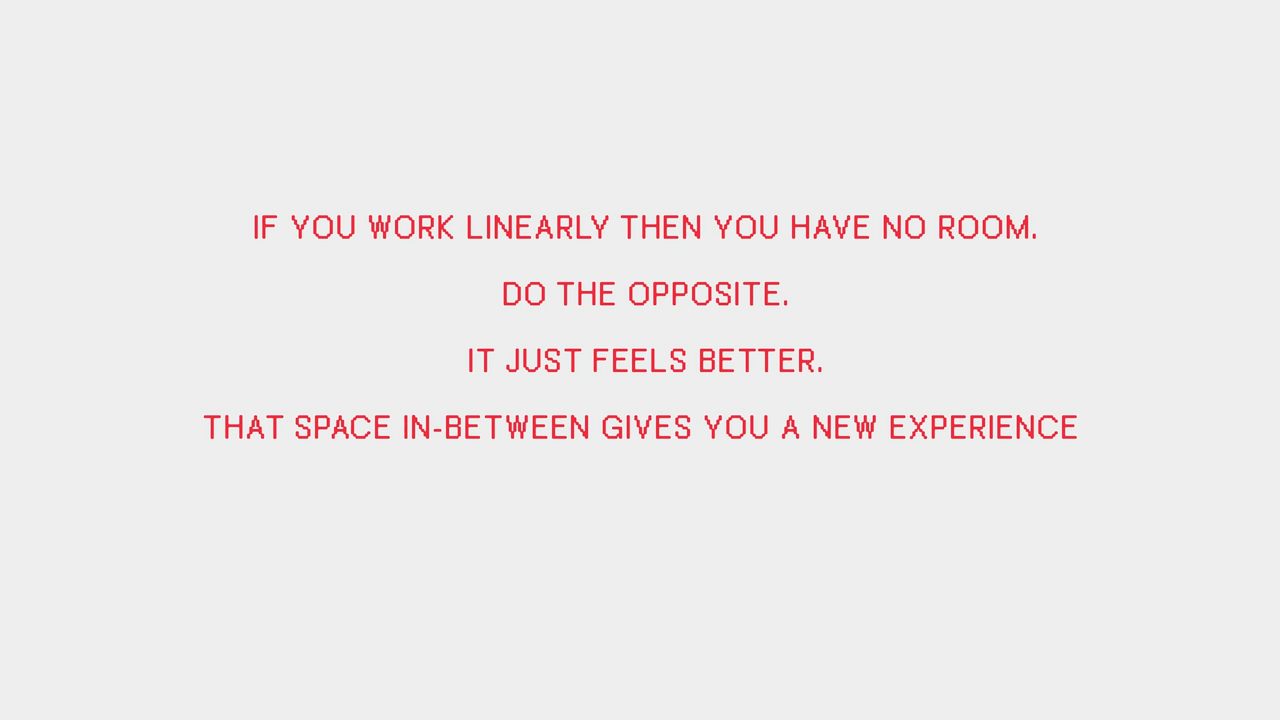 IF YOU WORK LINEARLY THEN YOU HAVE NO ROOM.
DO THE OPPOSITE.
IT JUST FEELS BETTER.
THAT SPACE IN-BETWEEN GIVES YOU A NEW EXPERIENCE